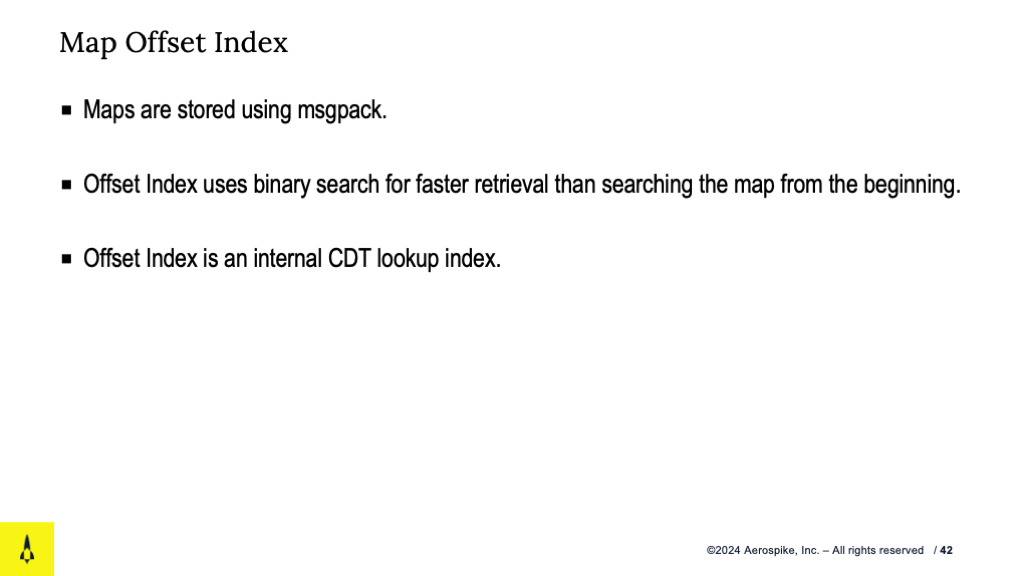 Map Offset Index
▪ Maps are stored using msgpack.
▪ Offset Index uses binary search for faster retrieval than searching the map from the beginning.
▪ Offset Index is an internal CDT lookup index.
©2024 Aerospike, Inc. – All rights reserved / 42